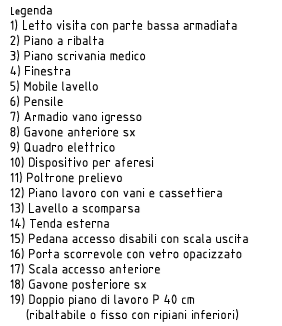 Legenda
1) Letto visita con parte bassa armadiata
2) Piano a ribalta
3) Piano scrivania medico
4) Finestra
5) Mobile lavello
6) Pensile
7) Armadio vano igresso
8) Gavone anteriore sx
9) Quadro elettrico
10) Dispositivo per aferesi
11) Poltrone prelievo
12) Piano lavoro con vani e cassettiera
13) Lavello a scomparsa
14) Tenda esterna
15) Pedana accesso disabili con scala uscita
16) Porta scorrevole con vetro opacizzato
17) Scala accesso anteriore
18) Gavone posteriore sx
19) Doppio piano di lavoro P 40 cm
(ribaltabile o fisso con ripiani inferiori)